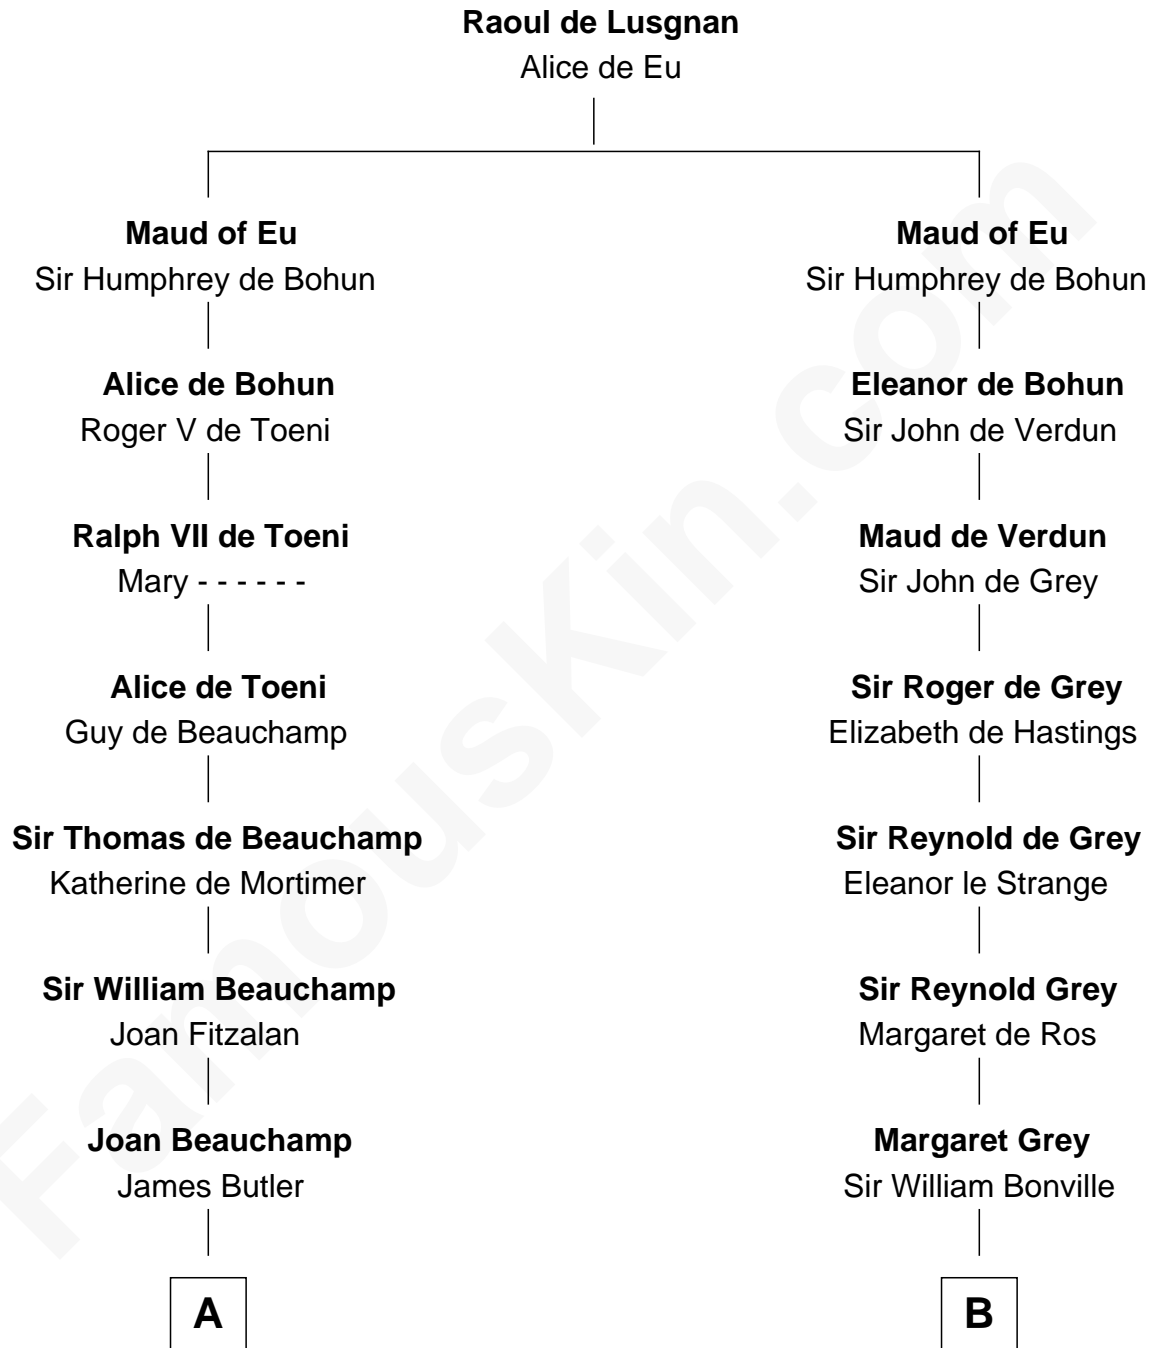 Raoul de Lusgnan
Alice de Eu
Maud of Eu
Sir Humphrey de Bohun
Maud of Eu
Sir Humphrey de Bohun
Alice de Bohun
Roger V de Toeni
Eleanor de Bohun
Sir John de Verdun
Ralph VII de Toeni
Mary - - - - - -
Maud de Verdun
Sir John de Grey
Alice de Toeni
Guy de Beauchamp
Sir Roger de Grey
Elizabeth de Hastings
Sir Thomas de Beauchamp
Katherine de Mortimer
Sir Reynold de Grey
Eleanor le Strange
Sir William Beauchamp
Joan Fitzalan
Sir Reynold Grey
Margaret de Ros
Joan Beauchamp
James Butler
Margaret Grey
Sir William Bonville
A
B
FamousKin.com